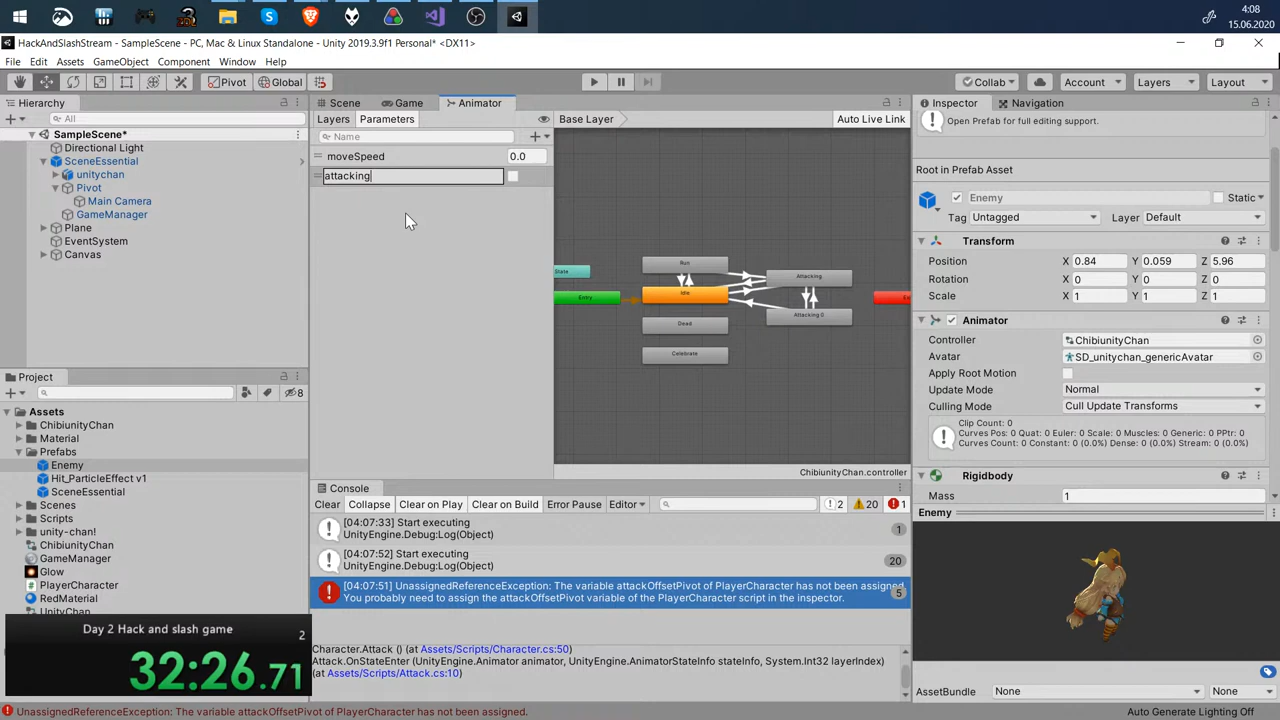 4:08
15.06.2020
HackAndSlashStream - SampleScene - PC, Mac & Linux Standalone - Unity 2019.3.9f1 Personal* <DX11>
File Edit Assets GameObject Component Window Help
Pivot Global Collab Account Layers Layout
Hierarchy
All
SampleScene*
Directional Light
SceneEssential
unitychan
Pivot
Main Camera
GameManager
Plane
EventSystem
Canvas
Scene Game Animator
Layers Parameters Base Layer Auto Live Link
Name
moveSpeed 0.0
attacking
State
Entry
Run
Idle
Dead
Celebrate
Attacking
Attacking 0
ChibiunityChan.controller
Inspector Navigation
Open Prefab for full editing support.
Root in Prefab Asset
Enemy Static
Tag Untagged Layer Default
Transform
Position X 0.84 Y 0.059 Z 5.96
Rotation X 0 Y 0 Z 0
Scale X 1 Y 1 Z 1
Animator
Controller ChibiunityChan
Avatar SD_unitychan_genericAvatar
Apply Root Motion
Update Mode Normal
Culling Mode Cull Update Transforms
Clip Count: 0
Curves Pos: 0 Quat: 0 Euler: 0 Scale: 0 Muscles: 0 Generic: 0 PPtr: 0
Curves Count: 0 Constant: 0 (0.0%) Dense: 0 (0.0%) Stream: 0 (0.0%)
Rigidbody
Mass 1
Enemy
AssetBundle None None
Auto Generate Lighting Off
Project
8
Assets
ChibiunityChan
Material
Prefabs
Enemy
Hit_ParticleEffect v1
SceneEssential
Scenes
Scripts
unity-chan!
ChibiunityChan
GameManager
Glow
PlayerCharacter
RedMaterial
UnityChan
Console
Clear Collapse Clear on Play Clear on Build Error Pause Editor 2 20 1
[04:07:33] Start executing
UnityEngine.Debug:Log(Object)
1
[04:07:52] Start executing
UnityEngine.Debug:Log(Object)
20
[04:07:51] UnassignedReferenceException: The variable attackOffsetPivot of PlayerCharacter has not been assigned.
You probably need to assign the attackOffsetPivot variable of the PlayerCharacter script in the inspector.
5
Character.Attack () (at Assets/Scripts/Character.cs:50)
Attack.OnStateEnter (UnityEngine.Animator animator, UnityEngine.AnimatorStateInfo stateInfo, System.Int32 layerIndex)
(at Assets/Scripts/Attack.cs:10)
Day 2 Hack and slash game
2
32:26.71
UnassignedReferenceException: The variable attackOffsetPivot of PlayerCharacter has not been assigned.